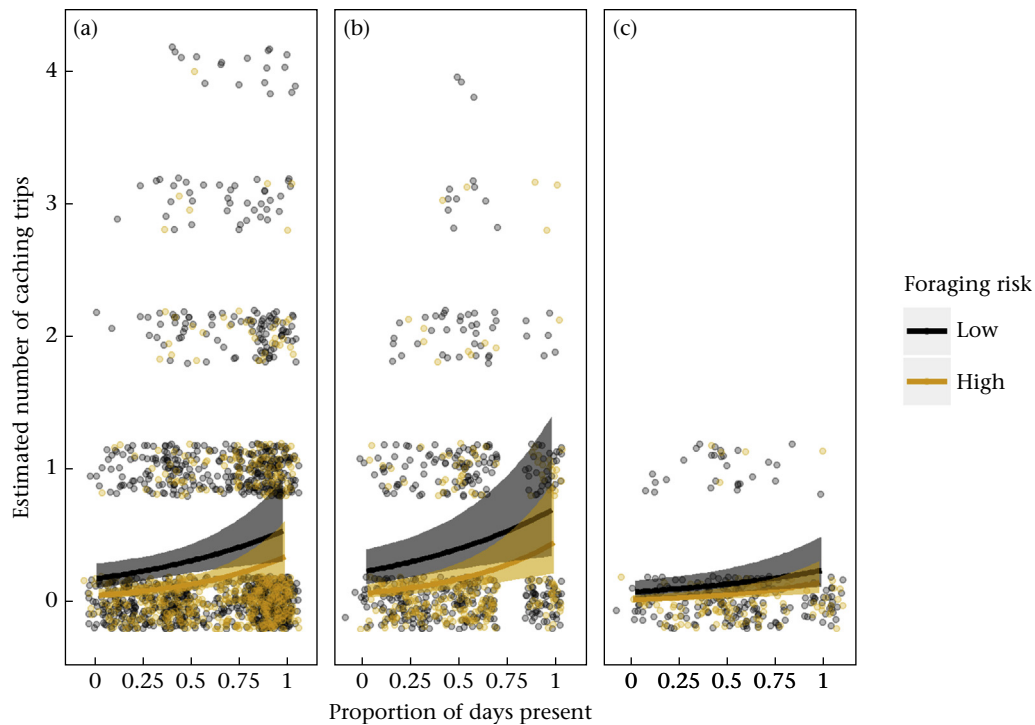 (a)
(b)
(c)
4
3
2
1
0
Estimated number of caching trips
0 0.25 0.5 0.75 1
0 0.25 0.5 0.75 1
0 0.25 0.5 0.75 1
Proportion of days present
Foraging risk
Low
High